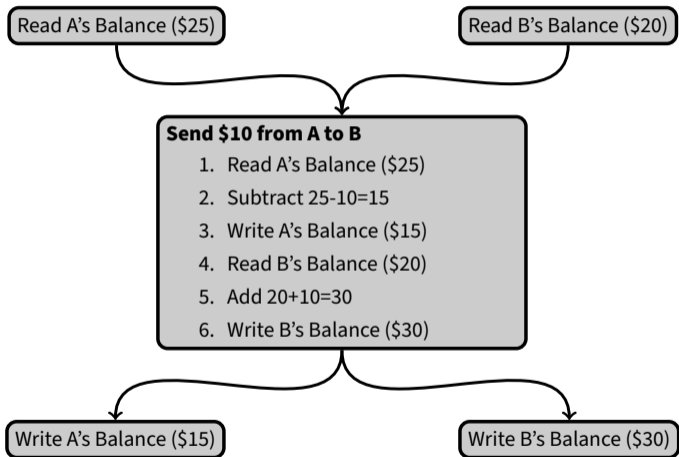 Read A’s Balance ($25)
Read B’s Balance ($20)
Send $10 from A to B
1. Read A’s Balance ($25)
2. Subtract 25-10=15
3. Write A’s Balance ($15)
4. Read B’s Balance ($20)
5. Add 20+10=30
6. Write B’s Balance ($30)
Write A’s Balance ($15)
Write B’s Balance ($30)